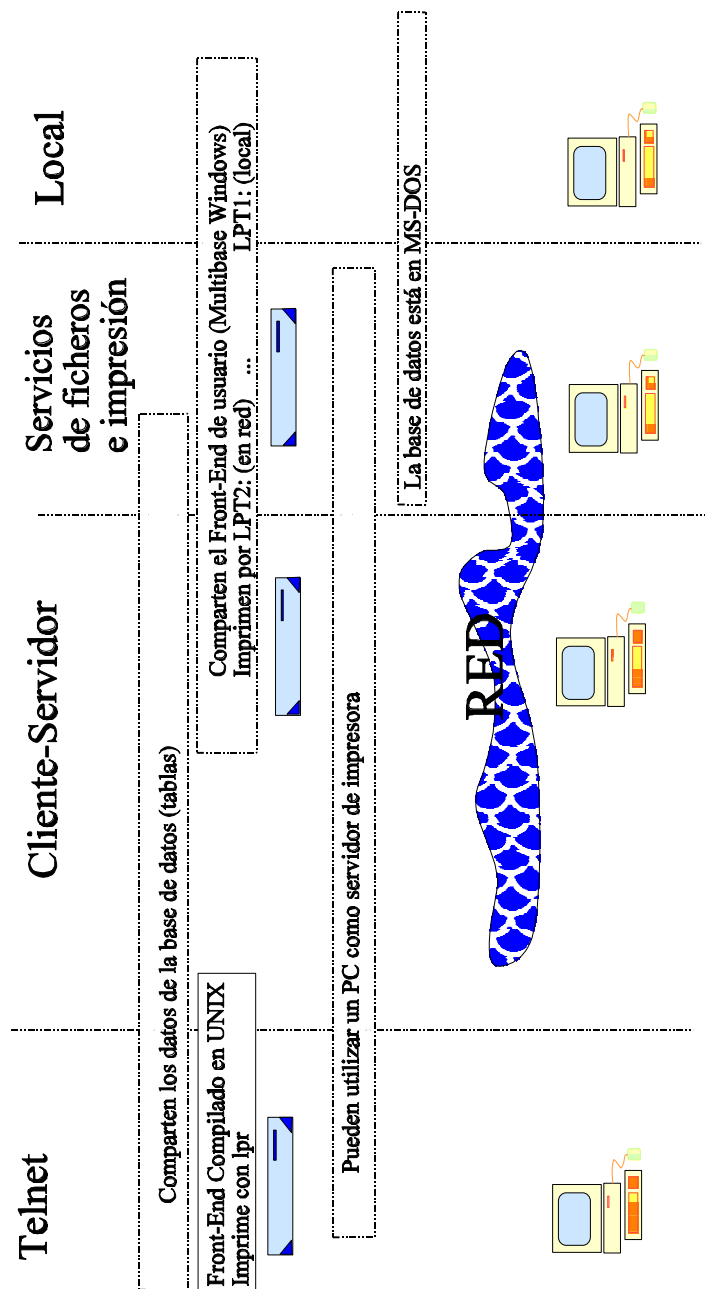 Telnet
Cliente-Servidor
Servicios
de ficheros
e impresión
Local
Comparten los datos de la base de datos (tablas)
Front-End Compilado en UNIX
Imprime con lpr
Comparten el Front-End de usuario (Multibase Windows)
Imprimen por LPT2: (en red) ... LPT1: (local)
Pueden utilizar un PC como servidor de impresora
La base de datos está en MS-DOS
RED